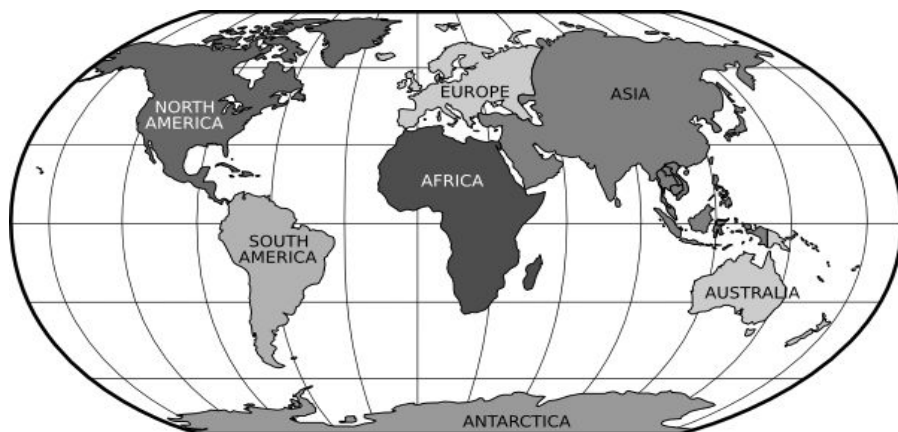 NORTH
AMERICA
EUROPE
ASIA
AFRICA
SOUTH
AMERICA
AUSTRALIA
ANTARCTICA